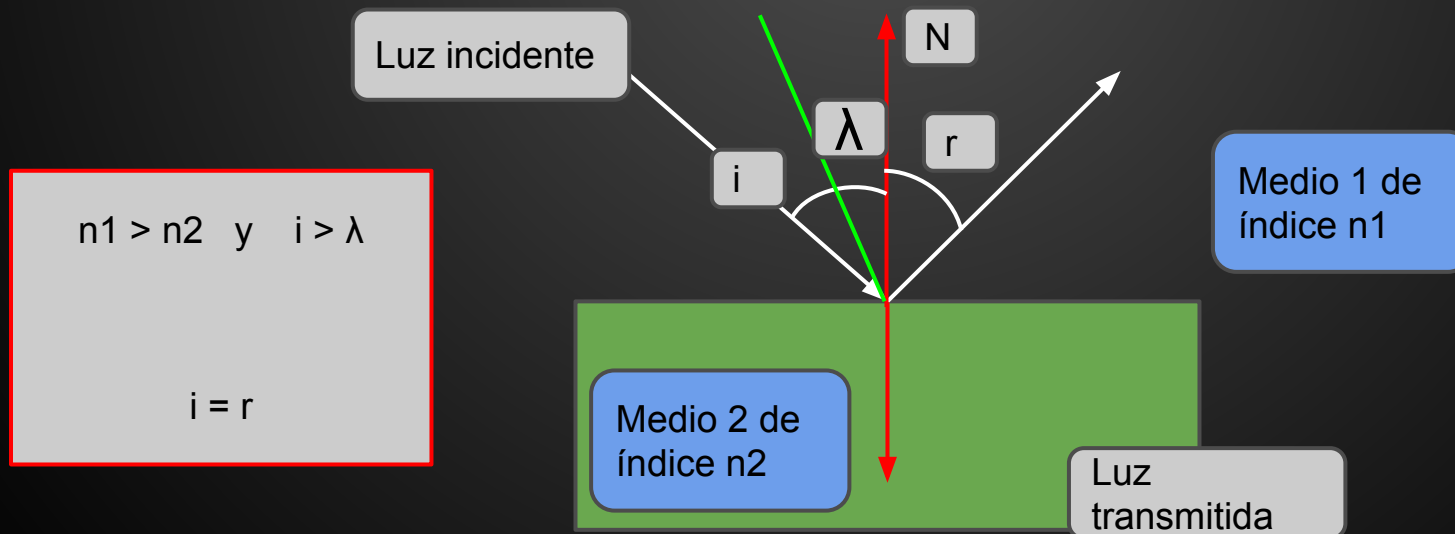 Luz incidente
N
λ
r
i
Medio 1 de
índice n1
n1 > n2   y    i > λ
i = r
Medio 2 de
índice n2
Luz
transmitida